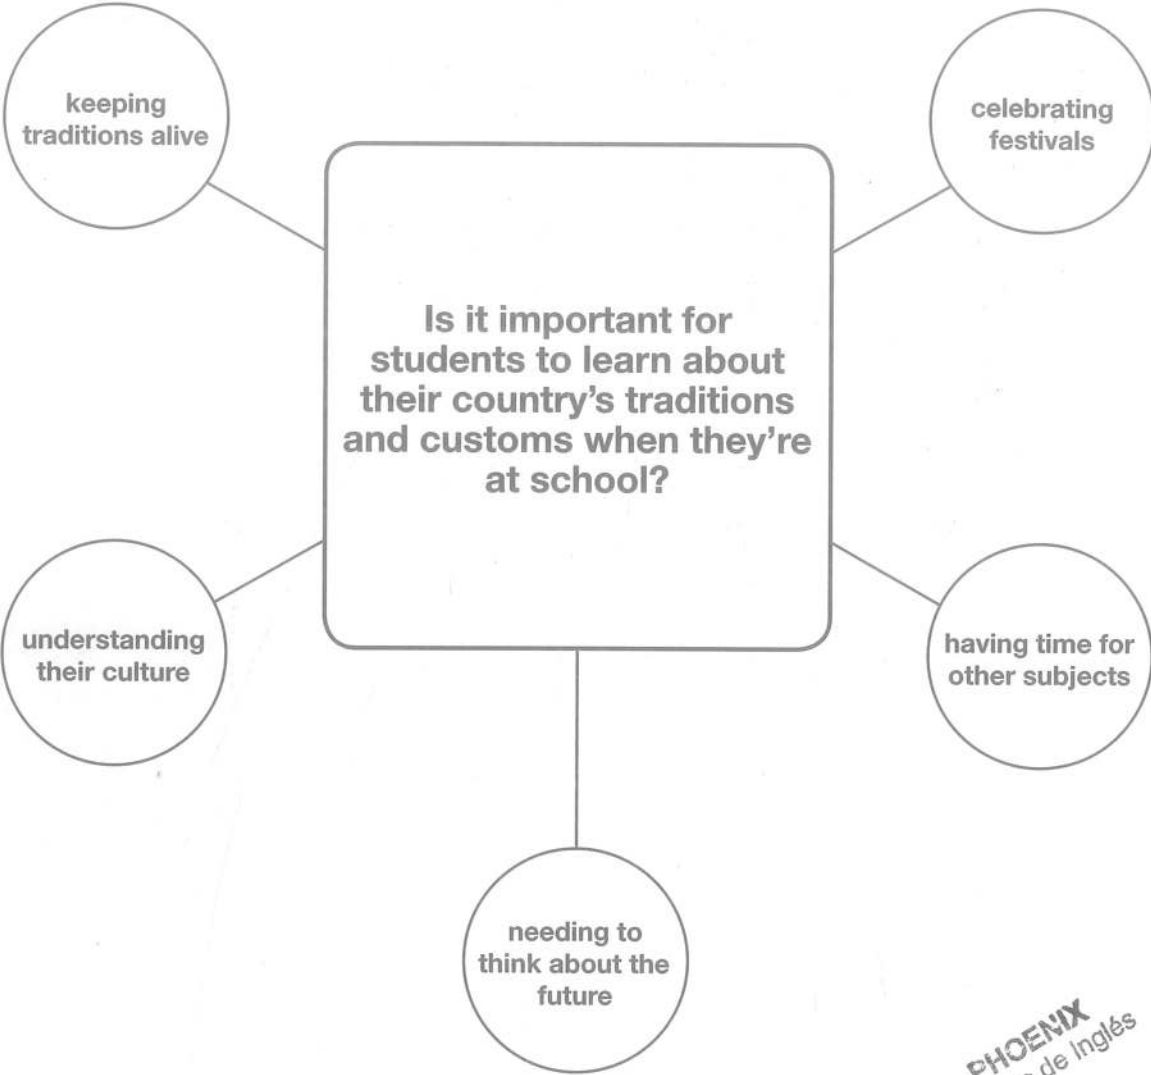 keeping
traditions alive
celebrating
festivals
Is it important for
students to learn about
their country's traditions
and customs when they're
at school?
understanding
their culture
having time for
other subjects
needing to
think about the
future
PHOENIX
de Inglés